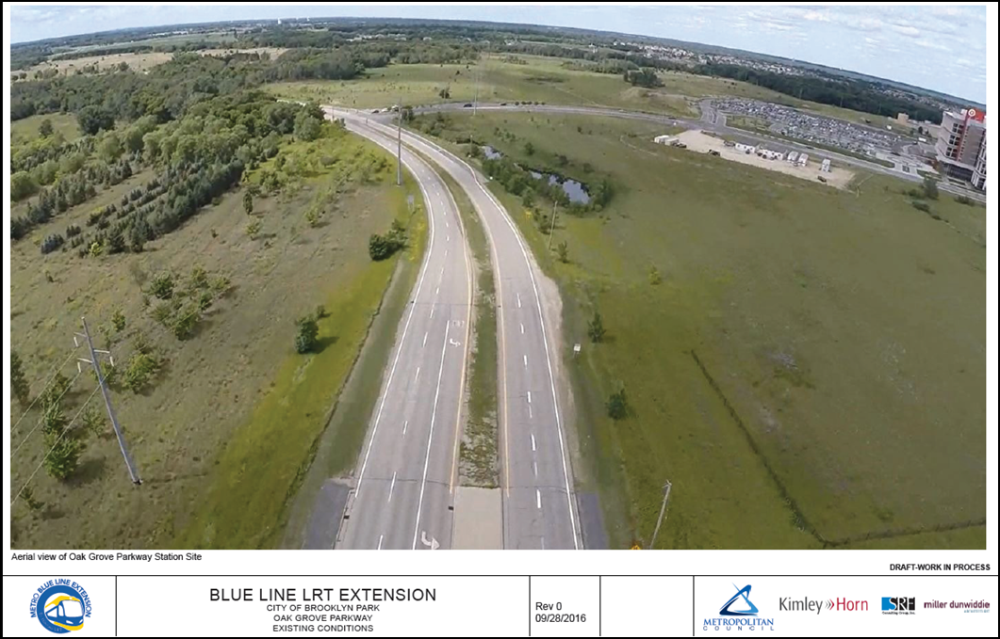 Aerial view of Oak Grove Parkway Station Site
DRAFT-WORK IN PROCESS
METRO BLUE LINE EXTENSION
BLUE LINE LRT EXTENSION
CITY OF BROOKLYN PARK
OAK GROVE PARKWAY
EXISTING CONDITIONS
Rev 0
09/28/2016
METROPOLITAN
COUNCIL
Kimley»Horn
SRF
Consulting Group, Inc.
miller dunwiddie
ARCHITECTURE